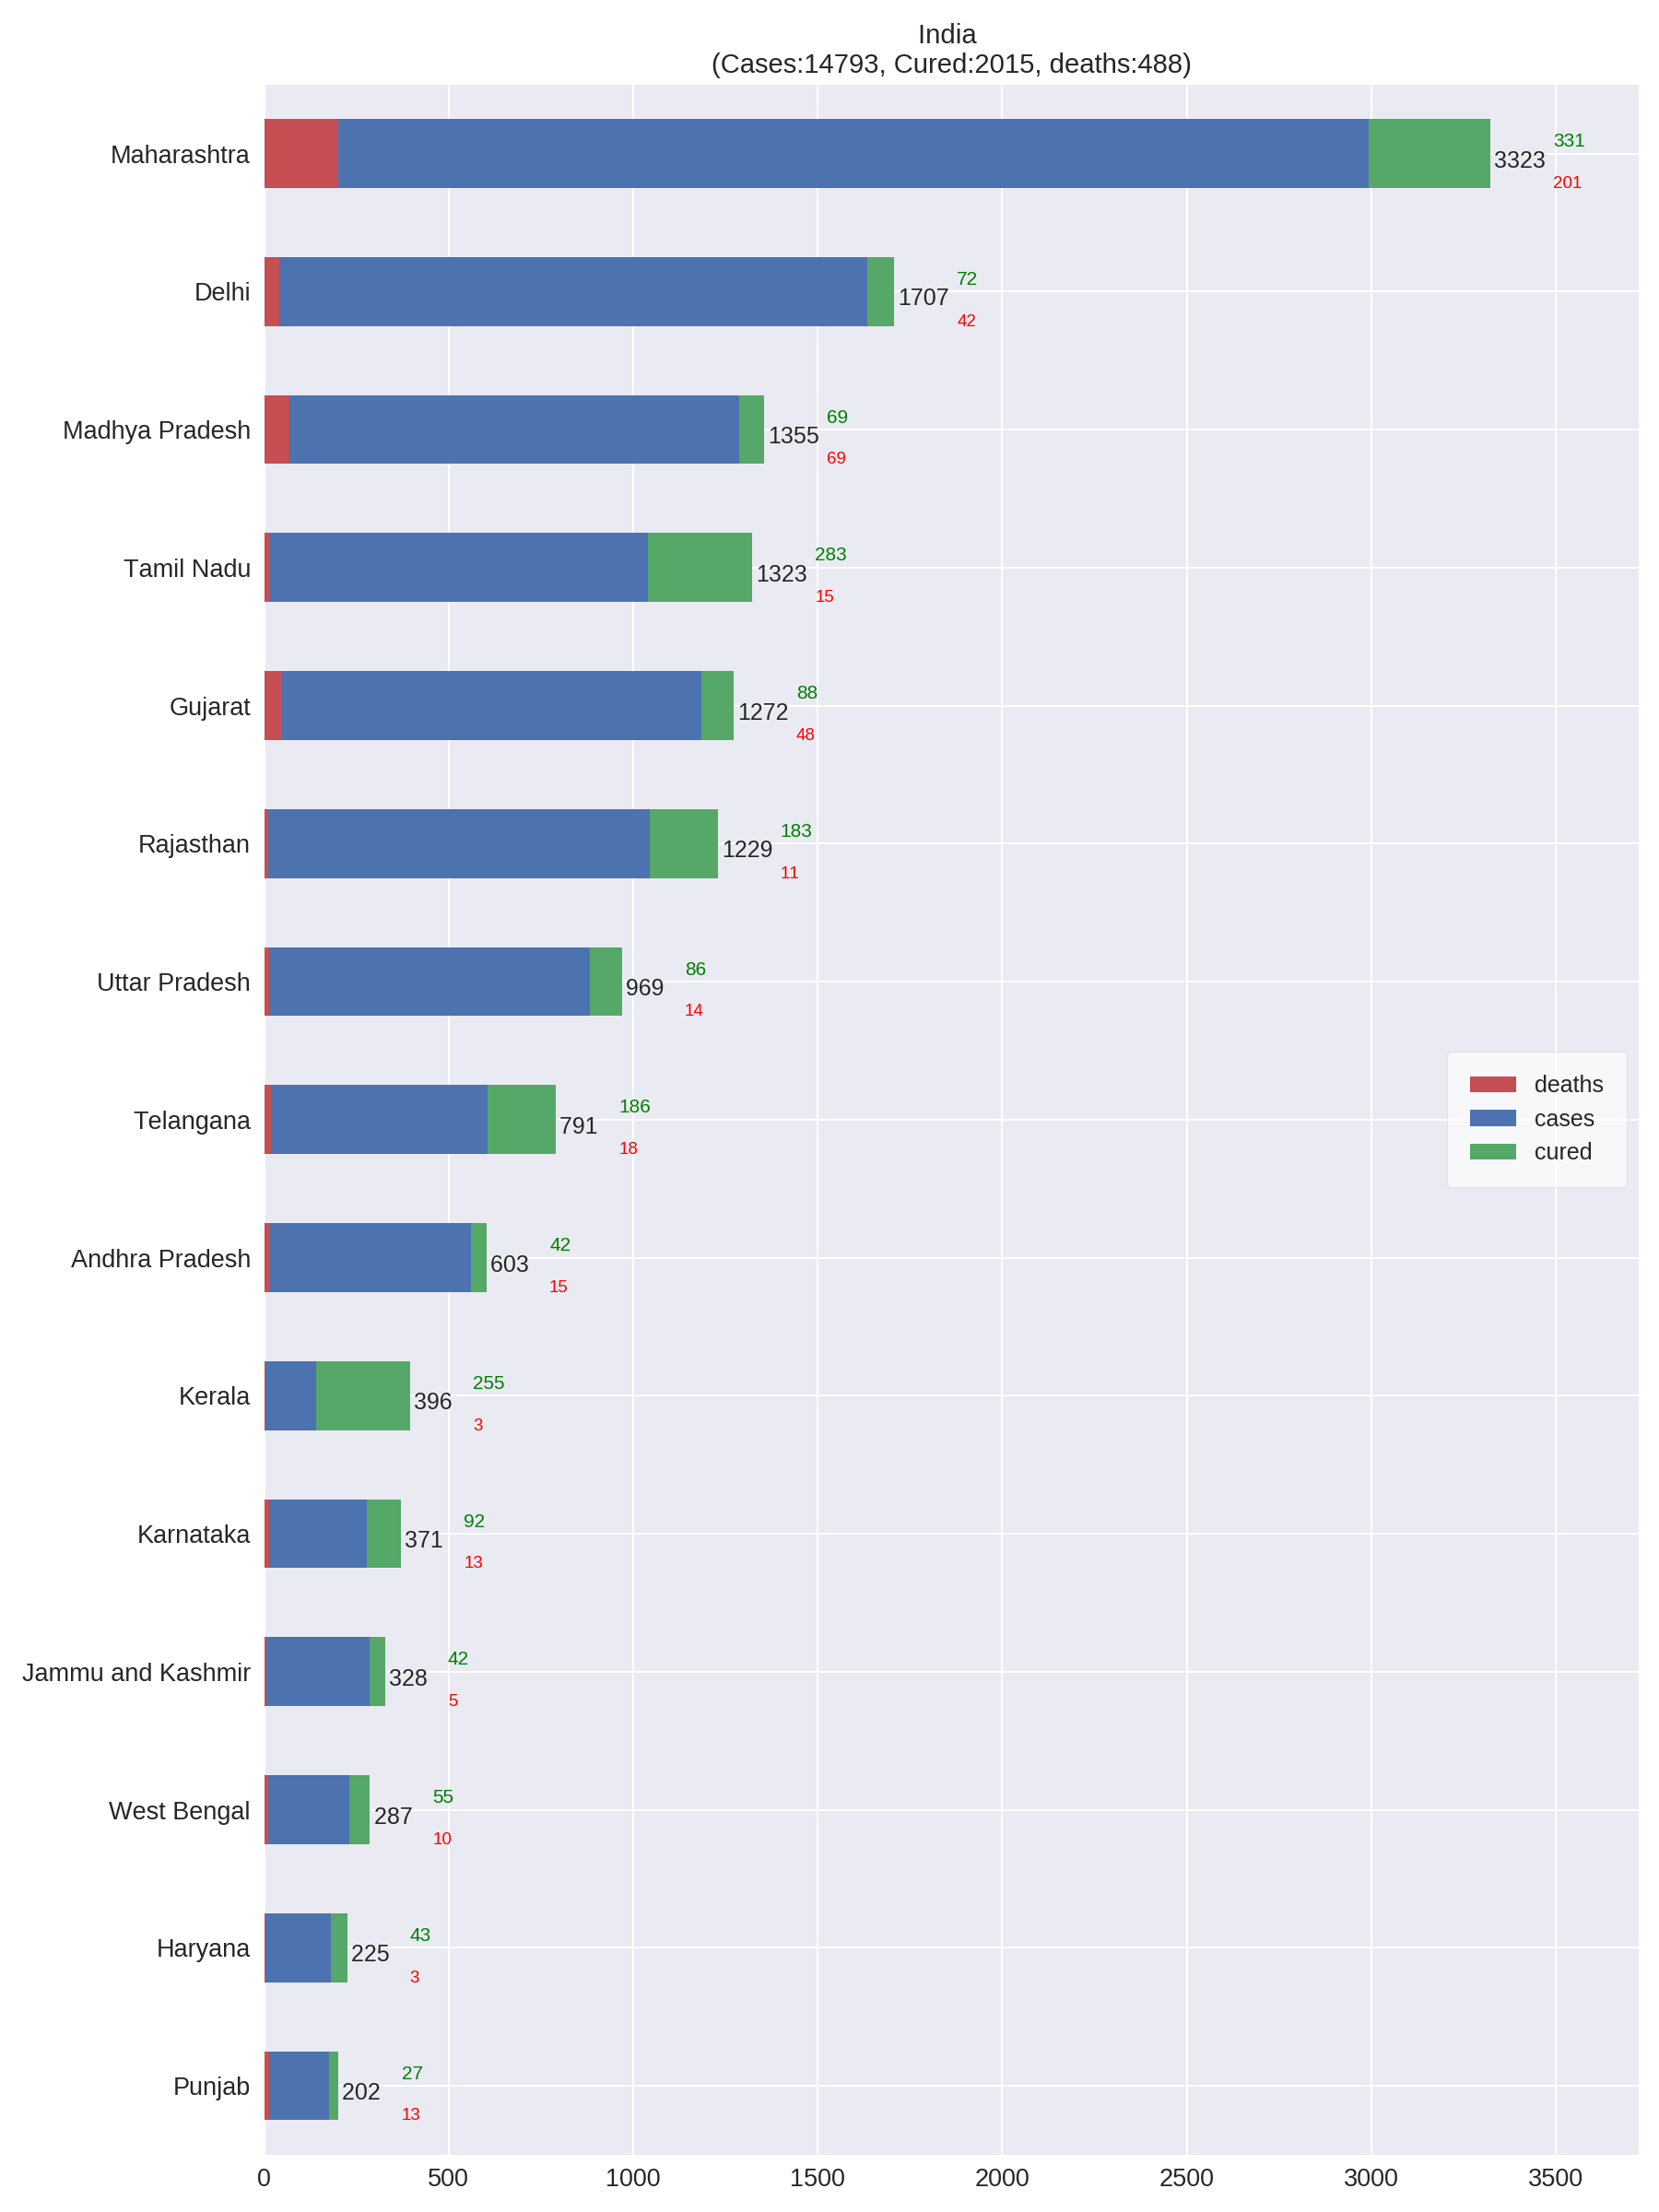 India
(Cases:14793, Cured:2015, deaths:488)
Maharashtra
3323
331
201
Delhi
1707
72
42
Madhya Pradesh
1355
69
69
Tamil Nadu
1323
283
15
Gujarat
1272
88
48
Rajasthan
1229
183
11
Uttar Pradesh
969
86
14
Telangana
791
186
18
deaths
cases
cured
Andhra Pradesh
603
42
15
Kerala
396
255
3
Karnataka
371
92
13
Jammu and Kashmir
328
42
5
West Bengal
287
55
10
Haryana
225
43
3
Punjab
202
27
13
0 500 1000 1500 2000 2500 3000 3500